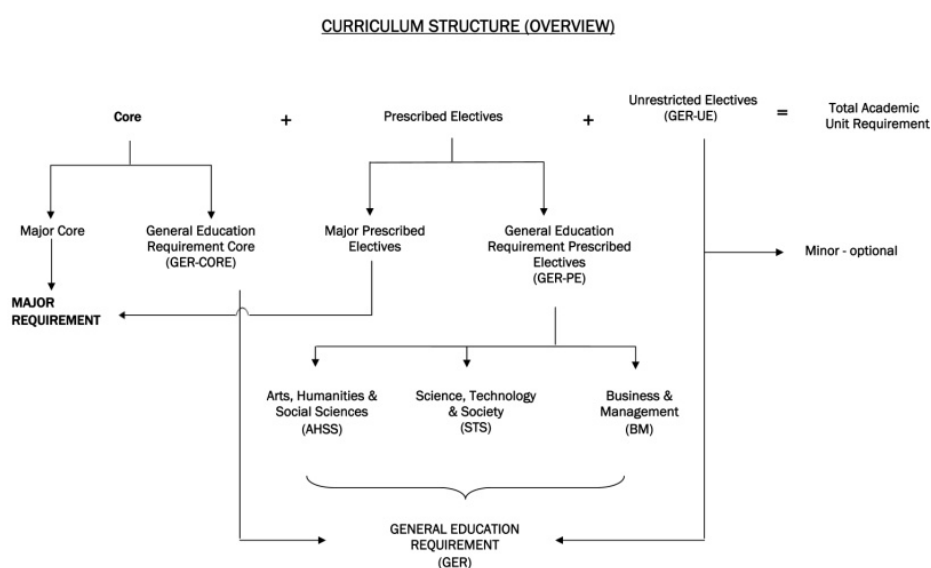 CURRICULUM STRUCTURE (OVERVIEW)
Core
+
Prescribed Electives
+
Unrestricted Electives
(GER-UE)
=
Total Academic
Unit Requirement
Major Core
General Education
Requirement Core
(GER-CORE)
Major Prescribed
Electives
General Education
Requirement Prescribed
Electives
(GER-PE)
Minor - optional
MAJOR
REQUIREMENT
Arts, Humanities &
Social Sciences
(AHSS)
Science, Technology
& Society
(STS)
Business &
Management
(BM)
GENERAL EDUCATION
REQUIREMENT
(GER)